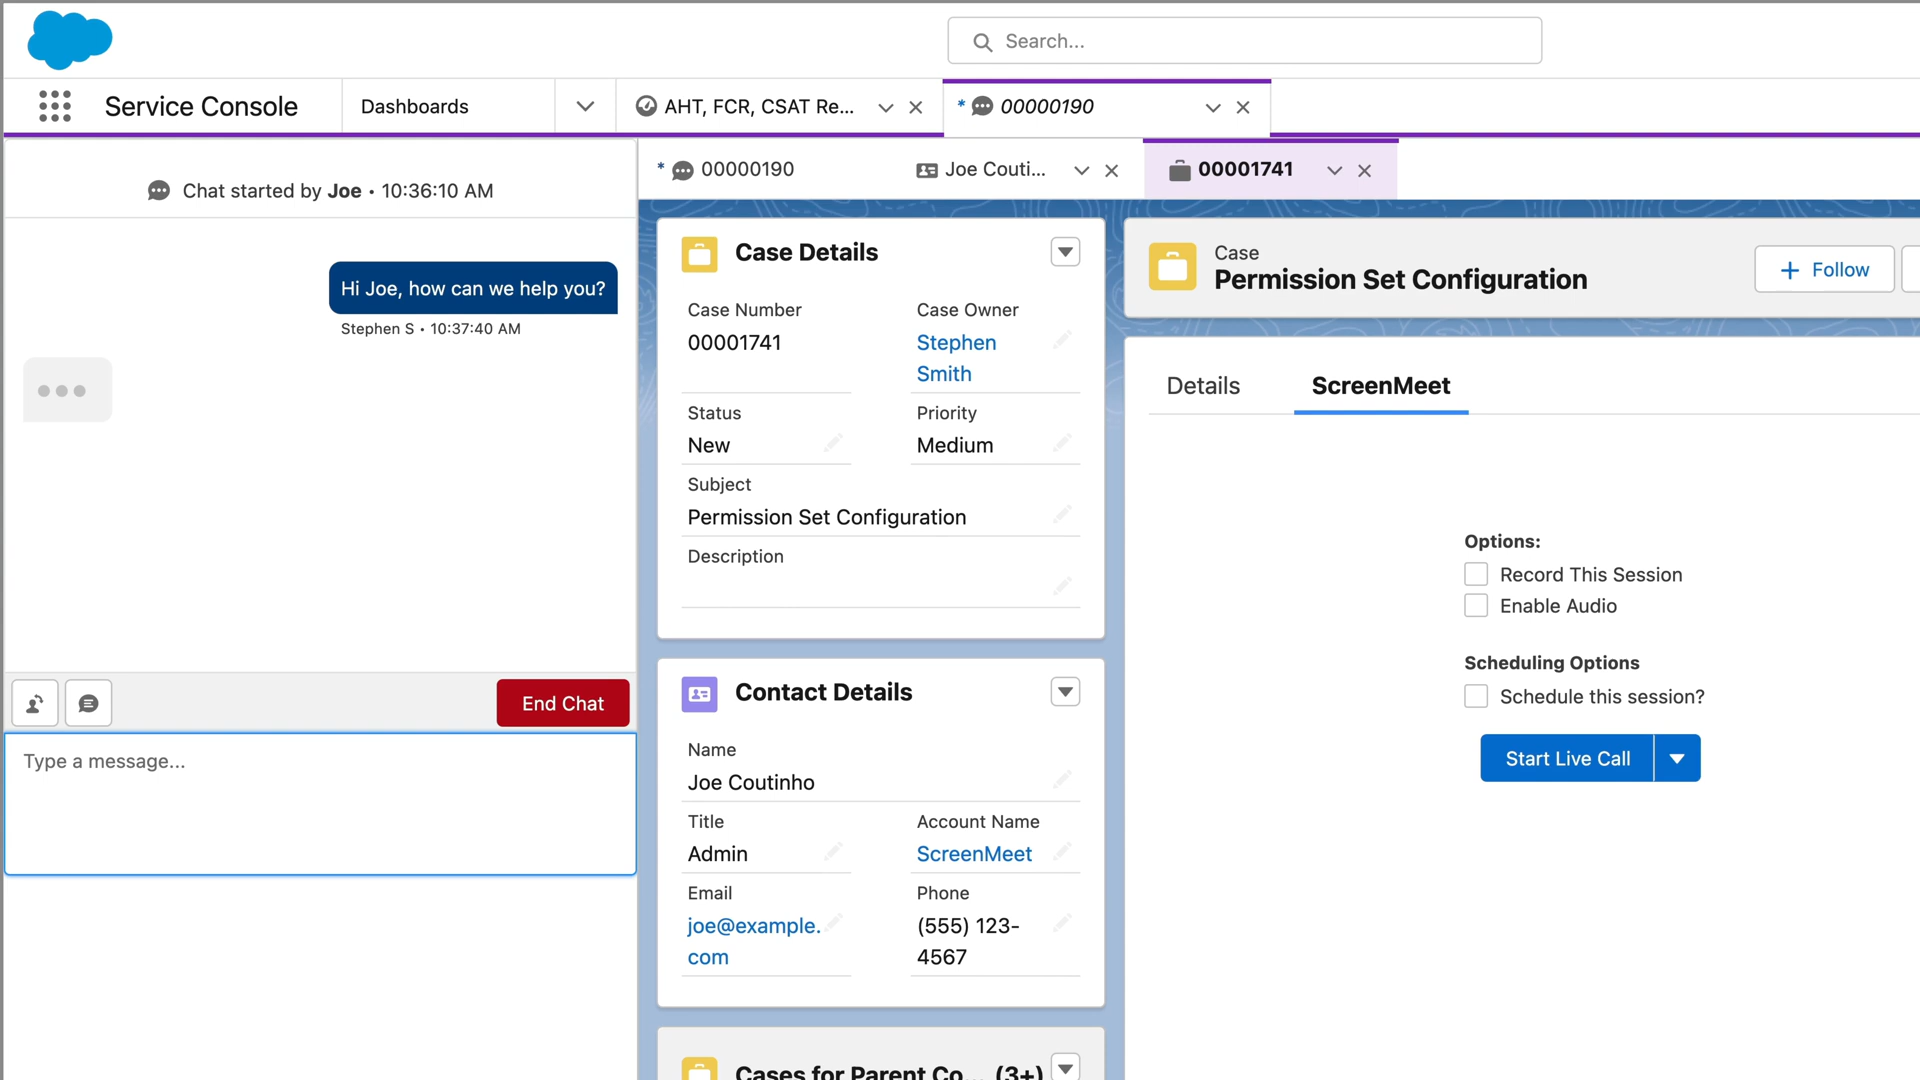 Search...
Service Console
Dashboards
AHT, FCR, CSAT Re...
* 00000190
* 00000190
Joe Couti...
00001741
Chat started by Joe • 10:36:10 AM
Hi Joe, how can we help you?
Stephen S • 10:37:40 AM
End Chat
Type a message...
Case Details
Case Number
00001741
Case Owner
Stephen
Smith
Status
New
Priority
Medium
Subject
Permission Set Configuration
Description
Contact Details
Name
Joe Coutinho
Title
Admin
Account Name
ScreenMeet
Email
joe@example.
com
Phone
(555) 123-
4567
Cases for Parent Co... (3+)
Case
Permission Set Configuration
+ Follow
Details
ScreenMeet
Options:
Record This Session
Enable Audio
Scheduling Options
Schedule this session?
Start Live Call